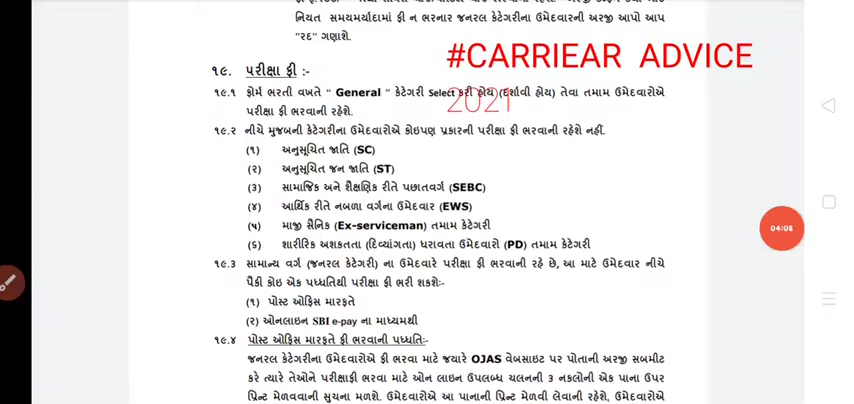 નિયત સમયમર્યાદામાં ફી ન ભરનાર જનરલ કેટેગરીના ઉમેદવારની અરજી આપો આપ
"રદ" ગણાશે.
#CARRIEAR ADVICE
2021
૧૯. પરીક્ષા ફી :-
૧૯.૧ ફોર્મ ભરતી વખતે " General " કેટેગરી Select કરી હોય (દર્શાવી હોય) તેવા તમામ ઉમેદવારોએ
પરીક્ષા ફી ભરવાની રહેશે.
૧૯.૨ નીચે મુજબની કેટેગરીના ઉમેદવારોએ કોઇપણ પ્રકારની પરીક્ષા ફી ભરવાની રહેશે નહીં.
(૧) અનુસૂચિત જાતિ (SC)
(૨) અનુસૂચિત જન જાતિ (ST)
(૩) સામાજિક અને શૈક્ષણિક રીતે પછાતવર્ગ (SEBC)
(૪) આર્થિક રીતે નબળા વર્ગના ઉમેદવાર (EWS)
(૫) માજી સૈનિક (Ex-serviceman) તમામ કેટેગરી
(૬) શારીરિક અશકતતા (દિવ્યાંગતા) ધરાવતા ઉમેદવારો (PD) તમામ કેટેગરી
04:08
૧૯.૩ સામાન્ય વર્ગ (જનરલ કેટેગરી) ના ઉમેદવારે પરીક્ષા ફી ભરવાની રહે છે, આ માટે ઉમેદવાર નીચે
પૈકી કોઇ એક પધ્ધતિથી પરીક્ષા ફી ભરી શકશેઃ-
(૧) પોસ્ટ ઓફિસ મારફતે
(૨) ઓનલાઇન SBI e-pay ના માધ્યમથી
૧૯.૪ પોસ્ટ ઓફિસ મારફતે ફી ભરવાની પધ્ધતિઃ-
જનરલ કેટેગરીના ઉમેદવારોએ ફી ભરવા માટે જયારે OJAS વેબસાઇટ પર પોતાની અરજી સબમીટ
કરે ત્યારે તેઓને પરીક્ષાફી ભરવા માટે ઓન લાઇન ઉપલબ્ધ ચલનની 3 નકલોની એક પાના ઉપર
પ્રિન્ટ મેળવવાની સુચના મળશે. ઉમેદવારોએ આ પાનાની પ્રિન્ટ મેળવી લેવાની રહેશે, ઉમેદવારોએ